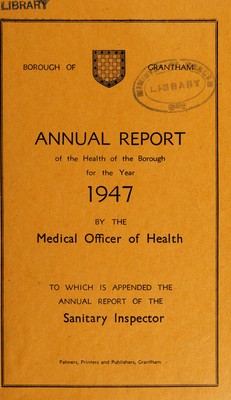 LIBRARY
BOROUGH OF GRANTHAM
LIBRARY
ANNUAL REPORT
of the Health of the Borough
for the Year
1947
BY THE
Medical Officer of Health
TO WHICH IS APPENDED THE
ANNUAL REPORT OF THE
Sanitary Inspector
Palmers, Printers and Publishers, Grantham